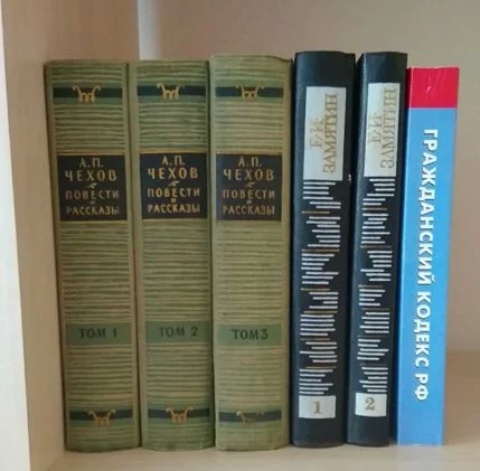 А.П.
ЧЕХОВ
ПОВЕСТИ
И
РАССКАЗЫ
ТОМ 1
А.П.
ЧЕХОВ
ПОВЕСТИ
И
РАССКАЗЫ
ТОМ 2
А.П.
ЧЕХОВ
ПОВЕСТИ
И
РАССКАЗЫ
ТОМ 3
Е·И·
ЗАМЯТИН
1
Е·И·
ЗАМЯТИН
2
ГРАЖДАНСКИЙ КОДЕКС РФ